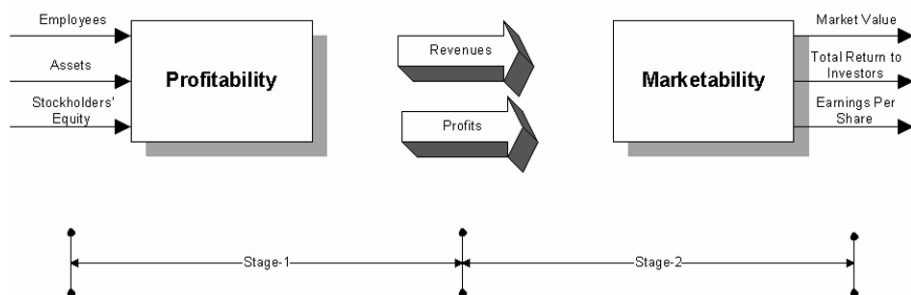 Employees
Assets
Stockholders'
Equity
Profitability
Revenues
Profits
Marketability
Market Value
Total Return to
Investors
Earnings Per
Share
Stage-1
Stage-2